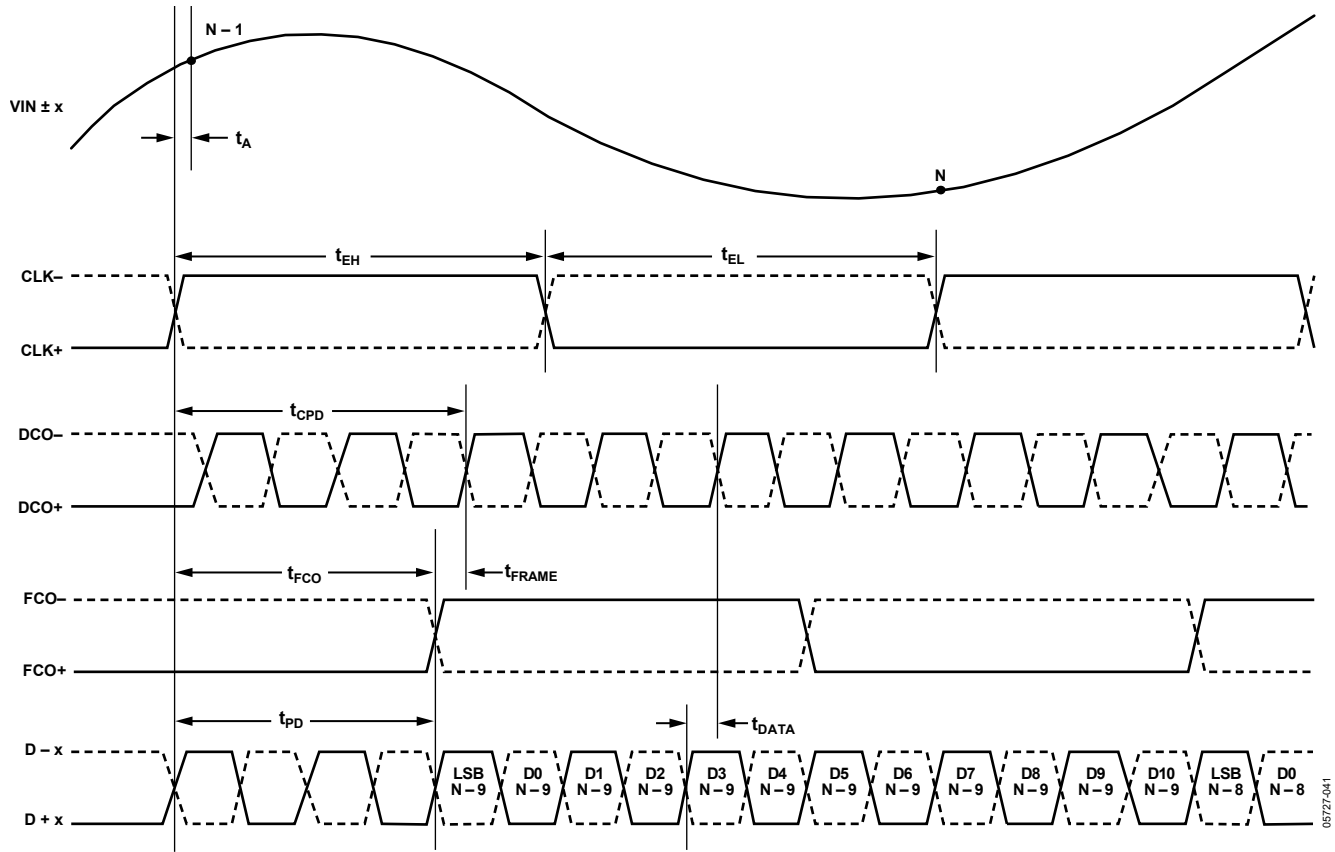 N – 1
VIN ± x
tA
N
tEH
tEL
CLK–
CLK+
tCPD
DCO–
DCO+
tFCO
tFRAME
FCO–
FCO+
tPD
tDATA
D – x
LSB D0 D1 D2 D3 D4 D5 D6 D7 D8 D9 D10 LSB D0
N – 9 N – 9 N – 9 N – 9 N – 9 N – 9 N – 9 N – 9 N – 9 N – 9 N – 9 N – 9 N – 8 N – 8
D + x
05727-041